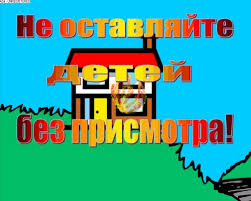 Не оставляйте
детей
без присмотра!